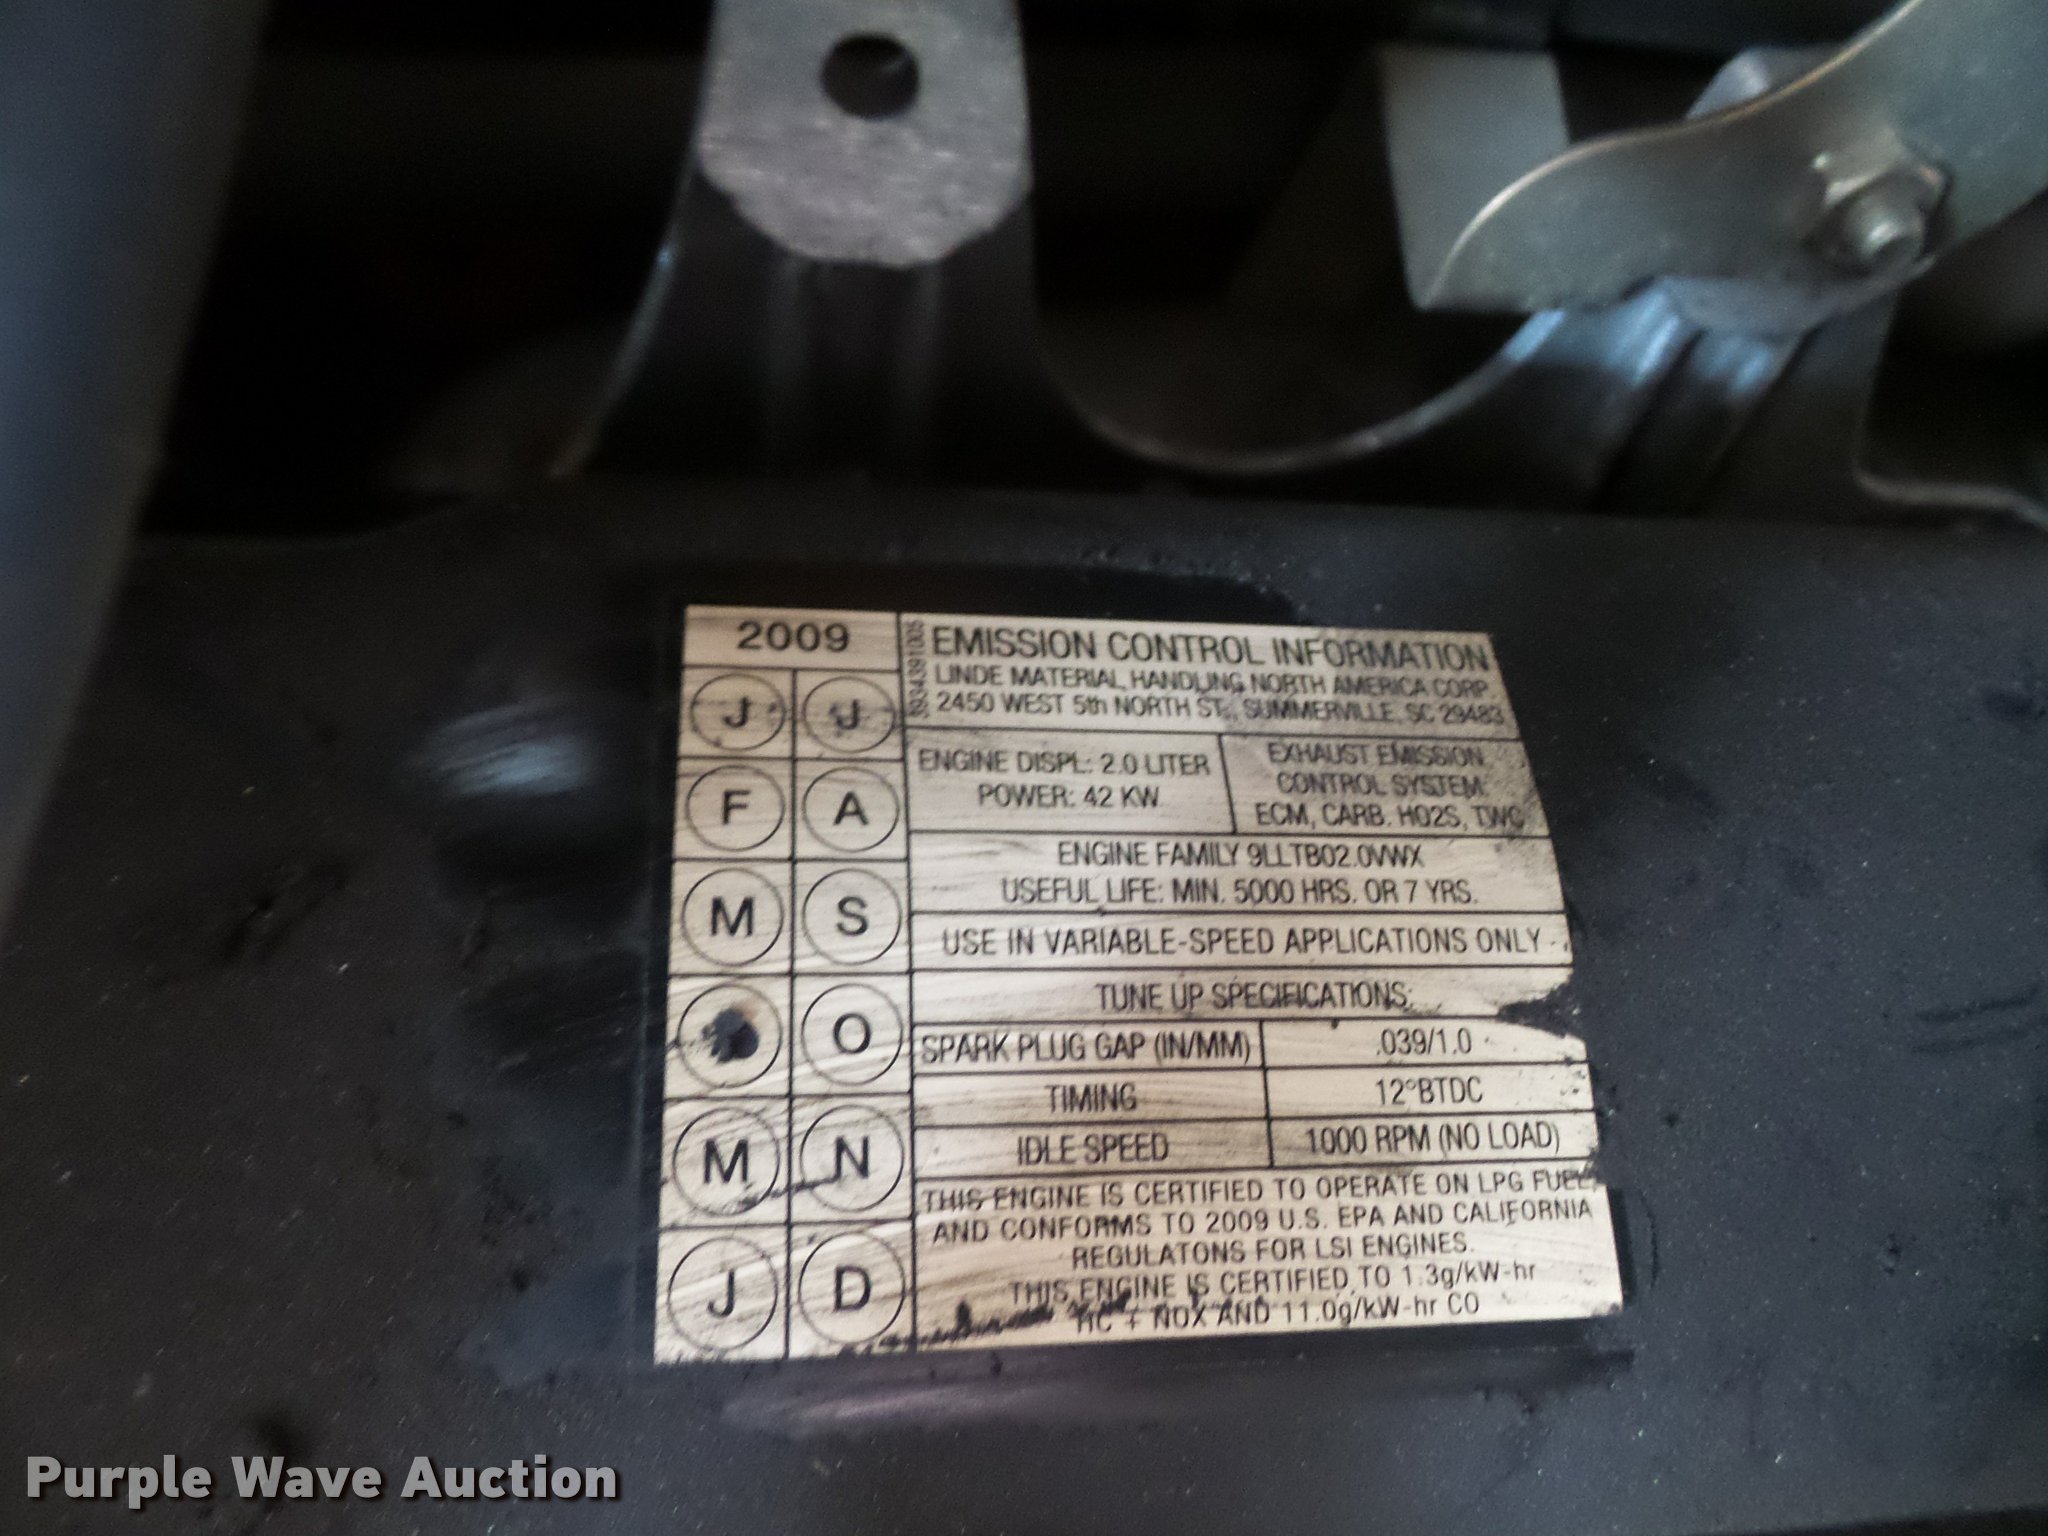 2009
J J
F A
M S
O
M N
J D
3934391005
EMISSION CONTROL INFORMATION
LINDE MATERIAL HANDLING NORTH AMERICA CORP.
2450 WEST 5th NORTH ST., SUMMERVILLE, SC 29483
ENGINE DISPL: 2.0 LITER
POWER: 42 KW
EXHAUST EMISSION
CONTROL SYSTEM:
ECM, CARB. HO2S, TWC
ENGINE FAMILY 9LLTB02.0VWX
USEFUL LIFE: MIN. 5000 HRS. OR 7 YRS.
USE IN VARIABLE-SPEED APPLICATIONS ONLY
TUNE UP SPECIFICATIONS:
SPARK PLUG GAP (IN/MM) .039/1.0
TIMING 12°BTDC
IDLE SPEED 1000 RPM (NO LOAD)
THIS ENGINE IS CERTIFIED TO OPERATE ON LPG FUEL,
AND CONFORMS TO 2009 U.S. EPA AND CALIFORNIA
REGULATONS FOR LSI ENGINES.
THIS ENGINE IS CERTIFIED TO 1.3g/kW-hr
HC + NOX AND 11.0g/kW-hr CO
Purple Wave Auction